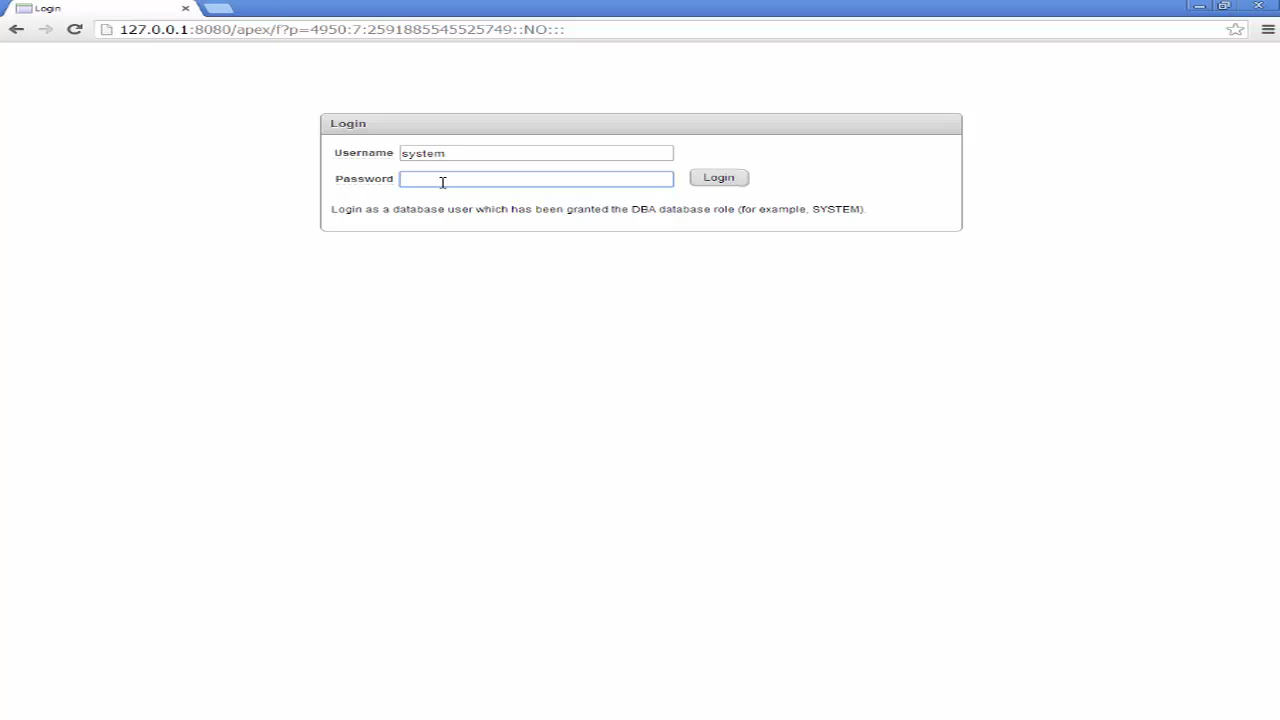 Login
127.0.0.1:8080/apex/f?p=4950:7:2591885545525749::NO:::
Login
Username system
Password Login
Login as a database user which has been granted the DBA database role (for example, SYSTEM).